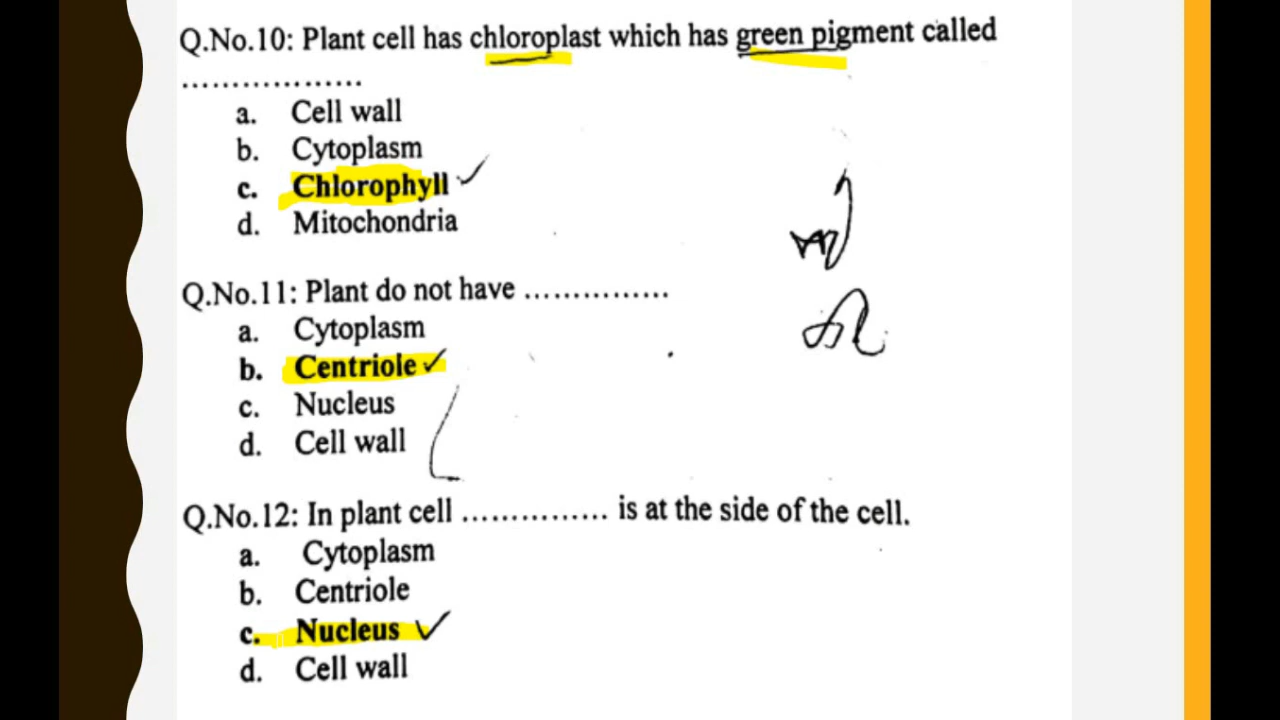 Q.No.10: Plant cell has chloroplast which has green pigment called
..................
a. Cell wall
b. Cytoplasm
c. Chlorophyll
d. Mitochondria
Q.No.11: Plant do not have ...............
a. Cytoplasm
b. Centriole
c. Nucleus
d. Cell wall
Q.No.12: In plant cell ............... is at the side of the cell.
a. Cytoplasm
b. Centriole
c. Nucleus
d. Cell wall